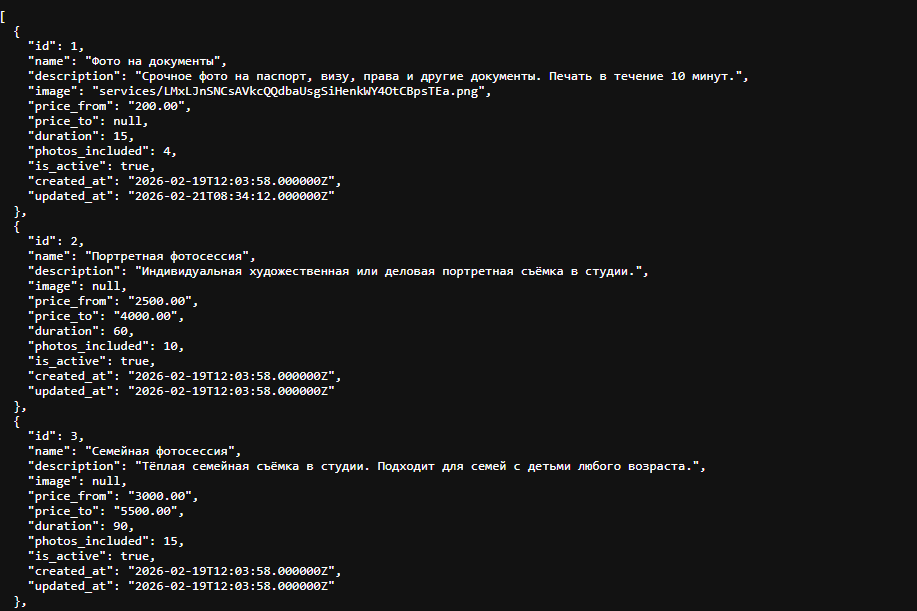 [
  {
    "id": 1,
    "name": "Фото на документы",
    "description": "Срочное фото на паспорт, визу, права и другие документы. Печать в течение 10 минут.",
    "image": "services/LMxLJnSNCsAVkcQQdbaUsgSiHenkWY4OtCBpsTEa.png",
    "price_from": "200.00",
    "price_to": null,
    "duration": 15,
    "photos_included": 4,
    "is_active": true,
    "created_at": "2026-02-19T12:03:58.000000Z",
    "updated_at": "2026-02-21T08:34:12.000000Z"
  },
  {
    "id": 2,
    "name": "Портретная фотосессия",
    "description": "Индивидуальная художественная или деловая портретная съёмка в студии.",
    "image": null,
    "price_from": "2500.00",
    "price_to": "4000.00",
    "duration": 60,
    "photos_included": 10,
    "is_active": true,
    "created_at": "2026-02-19T12:03:58.000000Z",
    "updated_at": "2026-02-19T12:03:58.000000Z"
  },
  {
    "id": 3,
    "name": "Семейная фотосессия",
    "description": "Тёплая семейная съёмка в студии. Подходит для семей с детьми любого возраста.",
    "image": null,
    "price_from": "3000.00",
    "price_to": "5500.00",
    "duration": 90,
    "photos_included": 15,
    "is_active": true,
    "created_at": "2026-02-19T12:03:58.000000Z",
    "updated_at": "2026-02-19T12:03:58.000000Z"
  },